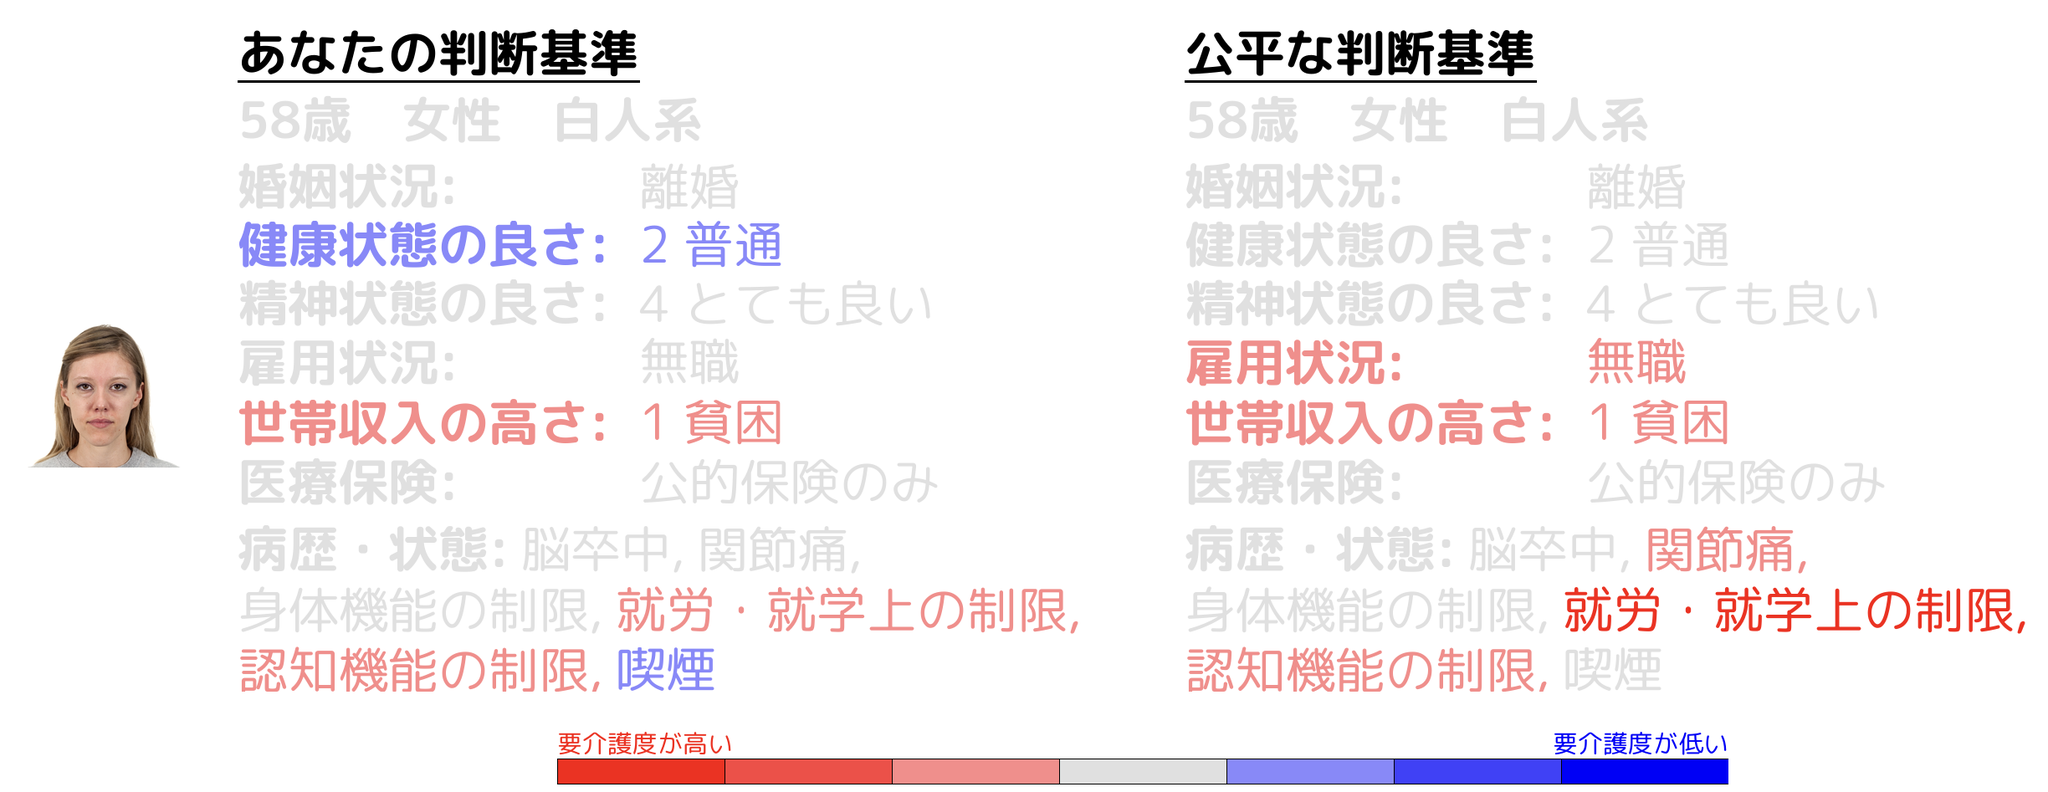 あなたの判断基準
58歳　女性　白人系
婚姻状況: 離婚
健康状態の良さ: 2 普通
精神状態の良さ: 4 とても良い
雇用状況: 無職
世帯収入の高さ: 1 貧困
医療保険: 公的保険のみ
病歴・状態: 脳卒中, 関節痛,
身体機能の制限, 就労・就学上の制限,
認知機能の制限, 喫煙
公平な判断基準
58歳　女性　白人系
婚姻状況: 離婚
健康状態の良さ: 2 普通
精神状態の良さ: 4 とても良い
雇用状況: 無職
世帯収入の高さ: 1 貧困
医療保険: 公的保険のみ
病歴・状態: 脳卒中, 関節痛,
身体機能の制限, 就労・就学上の制限,
認知機能の制限, 喫煙
要介護度が高い
要介護度が低い